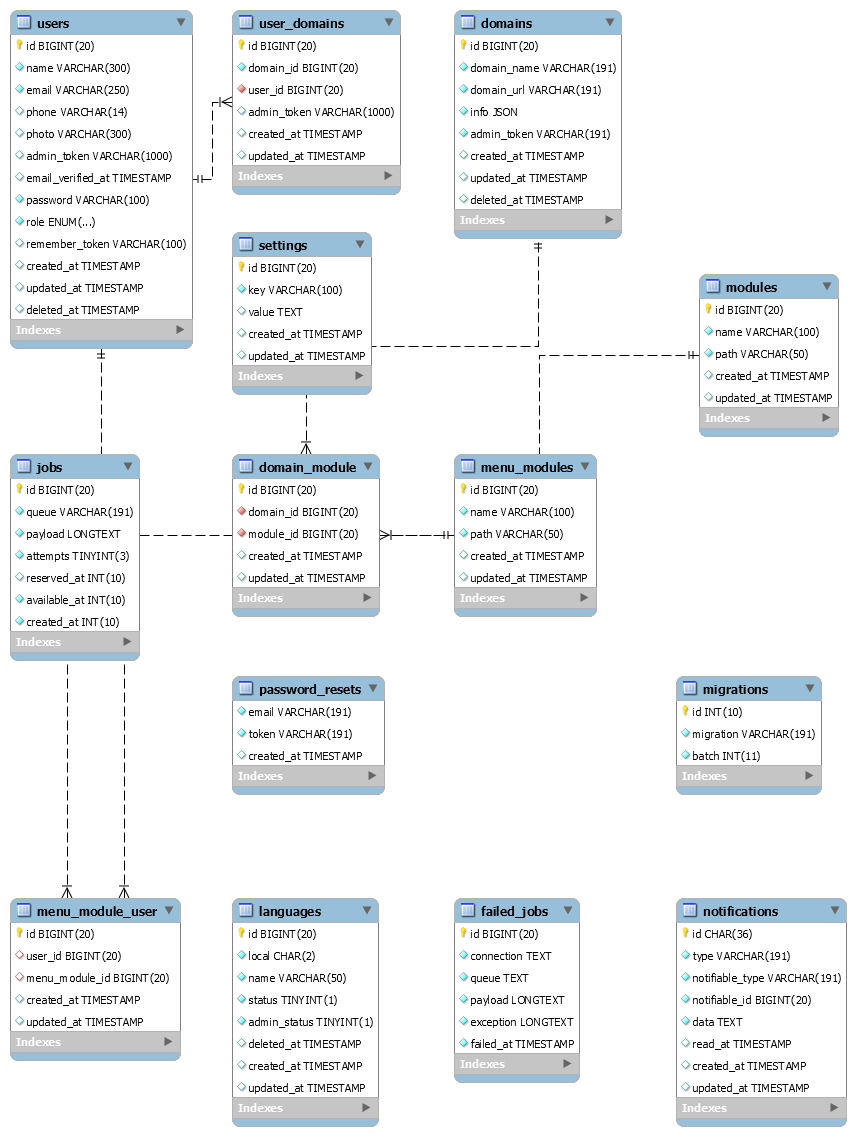 users
id BIGINT(20)
name VARCHAR(300)
email VARCHAR(250)
phone VARCHAR(14)
photo VARCHAR(300)
admin_token VARCHAR(1000)
email_verified_at TIMESTAMP
password VARCHAR(100)
role ENUM(...)
remember_token VARCHAR(100)
created_at TIMESTAMP
updated_at TIMESTAMP
deleted_at TIMESTAMP
Indexes
user_domains
id BIGINT(20)
domain_id BIGINT(20)
user_id BIGINT(20)
admin_token VARCHAR(1000)
created_at TIMESTAMP
updated_at TIMESTAMP
Indexes
domains
id BIGINT(20)
domain_name VARCHAR(191)
domain_url VARCHAR(191)
info JSON
admin_token VARCHAR(191)
created_at TIMESTAMP
updated_at TIMESTAMP
deleted_at TIMESTAMP
Indexes
settings
id BIGINT(20)
key VARCHAR(100)
value TEXT
created_at TIMESTAMP
updated_at TIMESTAMP
Indexes
modules
id BIGINT(20)
name VARCHAR(100)
path VARCHAR(50)
created_at TIMESTAMP
updated_at TIMESTAMP
Indexes
jobs
id BIGINT(20)
queue VARCHAR(191)
payload LONGTEXT
attempts TINYINT(3)
reserved_at INT(10)
available_at INT(10)
created_at INT(10)
Indexes
domain_module
id BIGINT(20)
domain_id BIGINT(20)
module_id BIGINT(20)
created_at TIMESTAMP
updated_at TIMESTAMP
Indexes
menu_modules
id BIGINT(20)
name VARCHAR(100)
path VARCHAR(50)
created_at TIMESTAMP
updated_at TIMESTAMP
Indexes
password_resets
email VARCHAR(191)
token VARCHAR(191)
created_at TIMESTAMP
Indexes
migrations
id INT(10)
migration VARCHAR(191)
batch INT(11)
Indexes
menu_module_user
id BIGINT(20)
user_id BIGINT(20)
menu_module_id BIGINT(20)
created_at TIMESTAMP
updated_at TIMESTAMP
Indexes
languages
id BIGINT(20)
local CHAR(2)
name VARCHAR(50)
status TINYINT(1)
admin_status TINYINT(1)
deleted_at TIMESTAMP
created_at TIMESTAMP
updated_at TIMESTAMP
Indexes
failed_jobs
id BIGINT(20)
connection TEXT
queue TEXT
payload LONGTEXT
exception LONGTEXT
failed_at TIMESTAMP
Indexes
notifications
id CHAR(36)
type VARCHAR(191)
notifiable_type VARCHAR(191)
notifiable_id BIGINT(20)
data TEXT
read_at TIMESTAMP
created_at TIMESTAMP
updated_at TIMESTAMP
Indexes